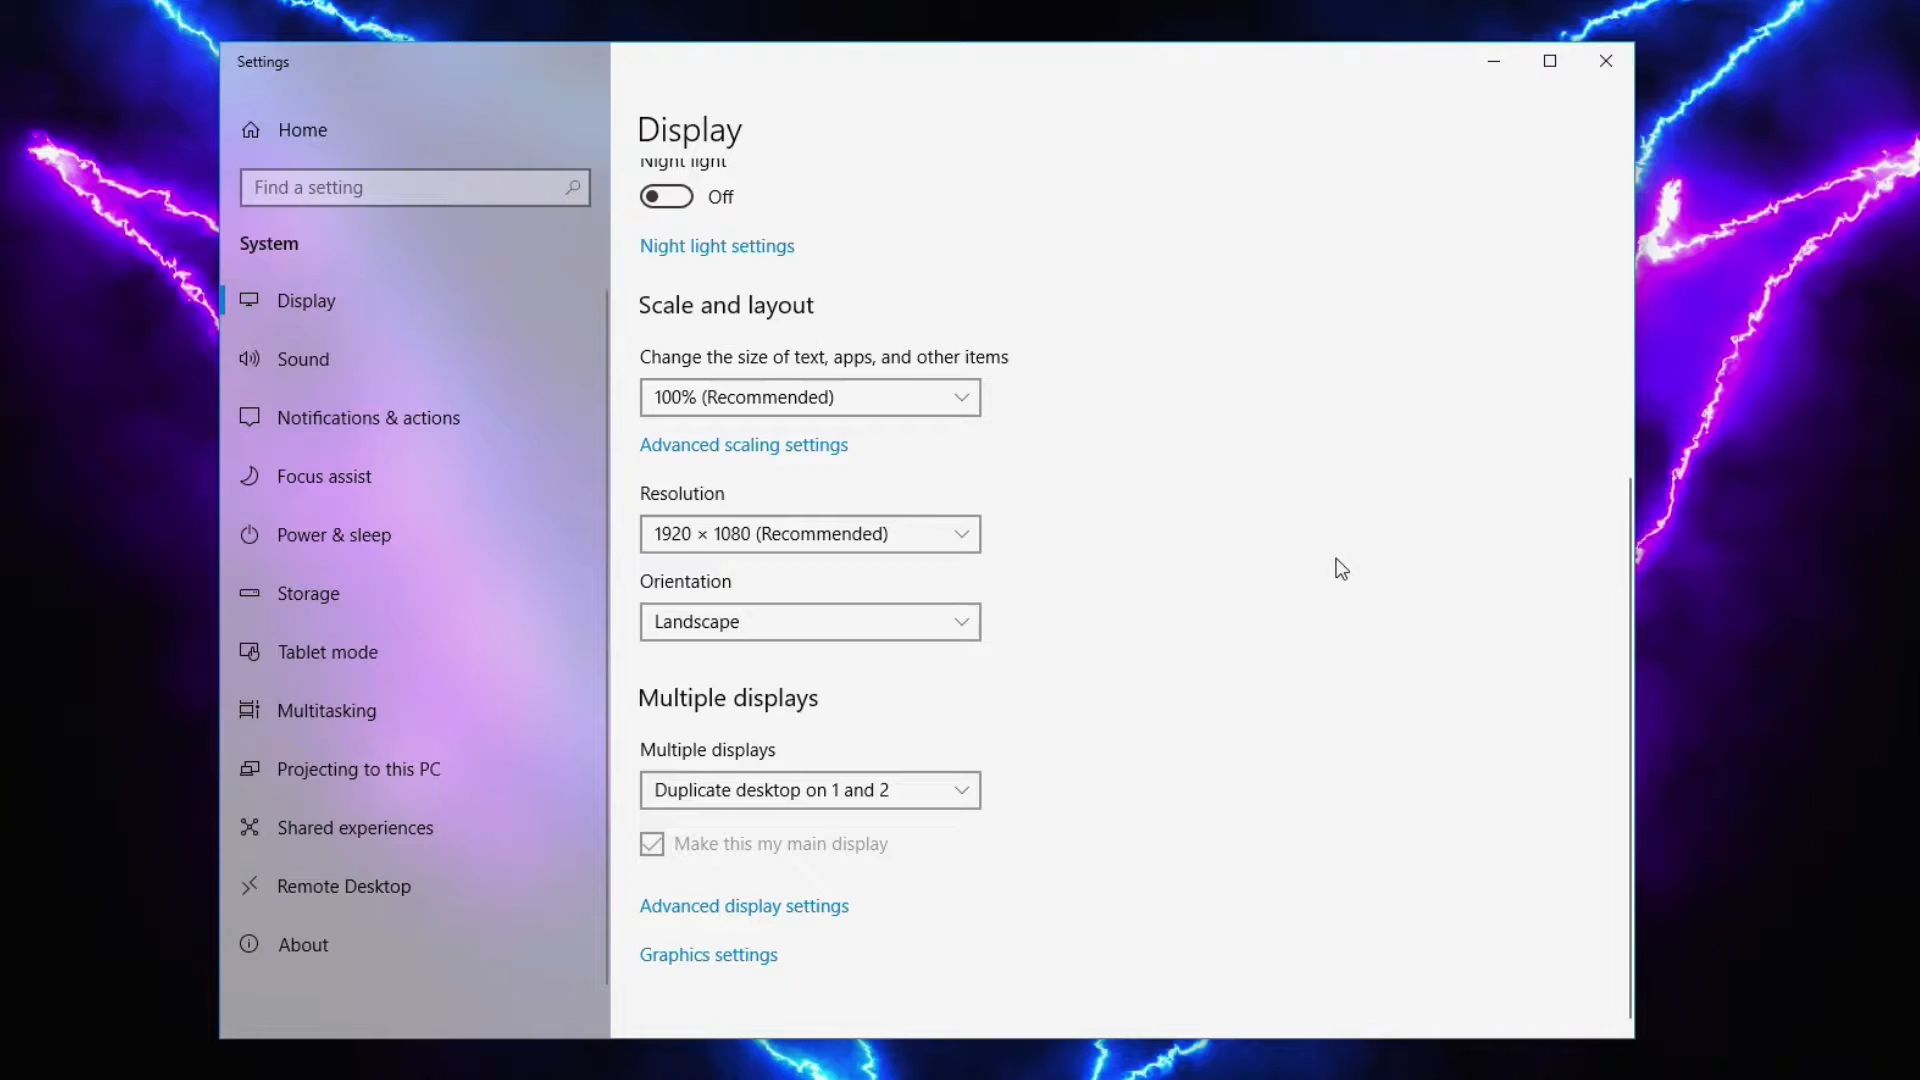 Settings
Home
Find a setting
System
Display
Sound
Notifications & actions
Focus assist
Power & sleep
Storage
Tablet mode
Multitasking
Projecting to this PC
Shared experiences
Remote Desktop
About
Display
Night light
Off
Night light settings
Scale and layout
Change the size of text, apps, and other items
100% (Recommended)
Advanced scaling settings
Resolution
1920 × 1080 (Recommended)
Orientation
Landscape
Multiple displays
Multiple displays
Duplicate desktop on 1 and 2
Make this my main display
Advanced display settings
Graphics settings